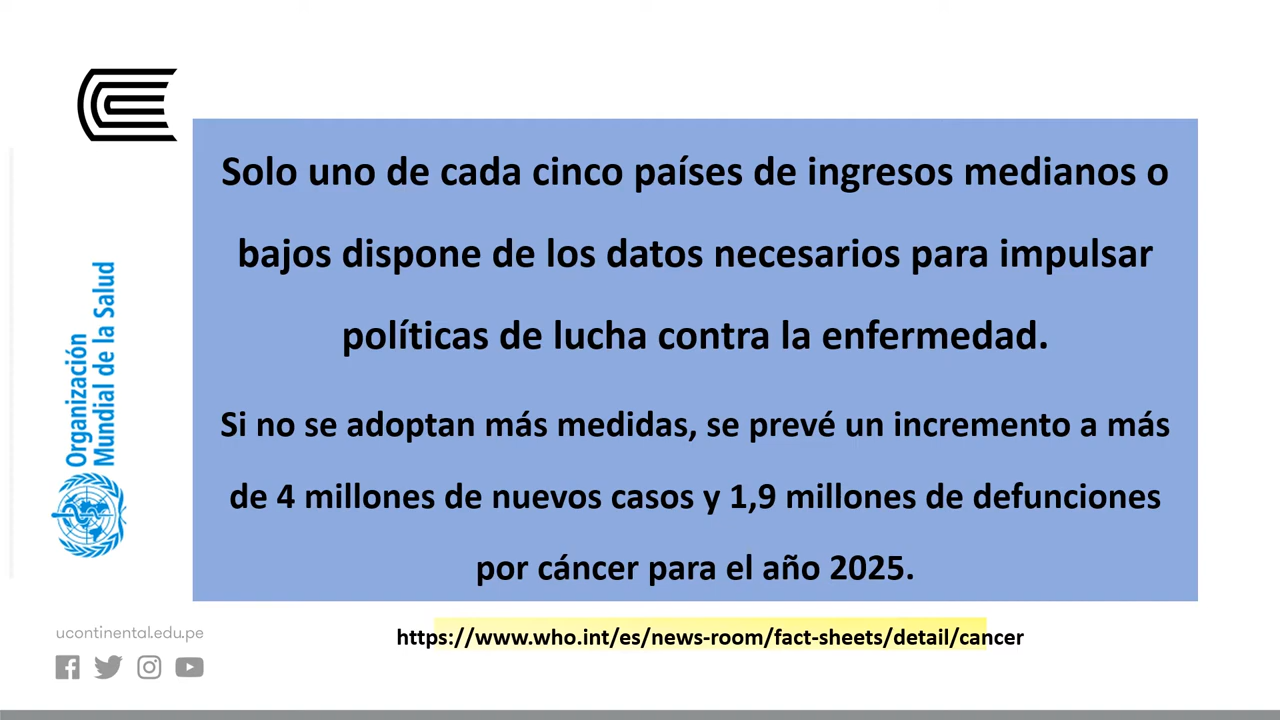 Solo uno de cada cinco países de ingresos medianos o
bajos dispone de los datos necesarios para impulsar
políticas de lucha contra la enfermedad.
Si no se adoptan más medidas, se prevé un incremento a más
de 4 millones de nuevos casos y 1,9 millones de defunciones
por cáncer para el año 2025.
Organización
Mundial de la Salud
https://www.who.int/es/news-room/fact-sheets/detail/cancer
ucontinental.edu.pe